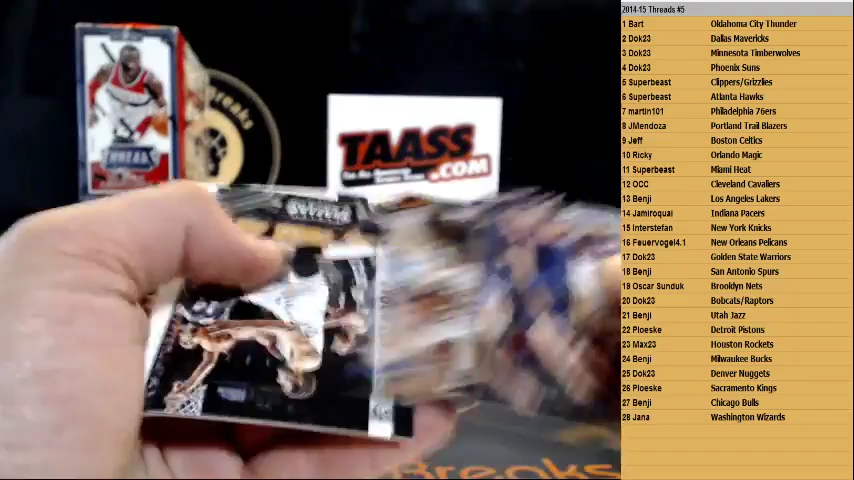 2014-15 Threads #5
1 Bart Oklahoma City Thunder
2 Dok23 Dallas Mavericks
3 Dok23 Minnesota Timberwolves
4 Dok23 Phoenix Suns
5 Superbeast Clippers/Grizzlies
6 Superbeast Atlanta Hawks
7 martin101 Philadelphia 76ers
8 JMendoza Portland Trail Blazers
9 Jeff Boston Celtics
10 Ricky Orlando Magic
11 Superbeast Miami Heat
12 OCC Cleveland Cavaliers
13 Benji Los Angeles Lakers
14 Jamiroquai Indiana Pacers
15 Interstefan New York Knicks
16 Feuervogel4.1 New Orleans Pelicans
17 Dok23 Golden State Warriors
18 Benji San Antonio Spurs
19 Oscar Sunduk Brooklyn Nets
20 Dok23 Bobcats/Raptors
21 Benji Utah Jazz
22 Ploeske Detroit Pistons
23 Max23 Houston Rockets
24 Benji Milwaukee Bucks
25 Dok23 Denver Nuggets
26 Ploeske Sacramento Kings
27 Benji Chicago Bulls
28 Jana Washington Wizards
TAASS
.COM
BREAK
Breaks